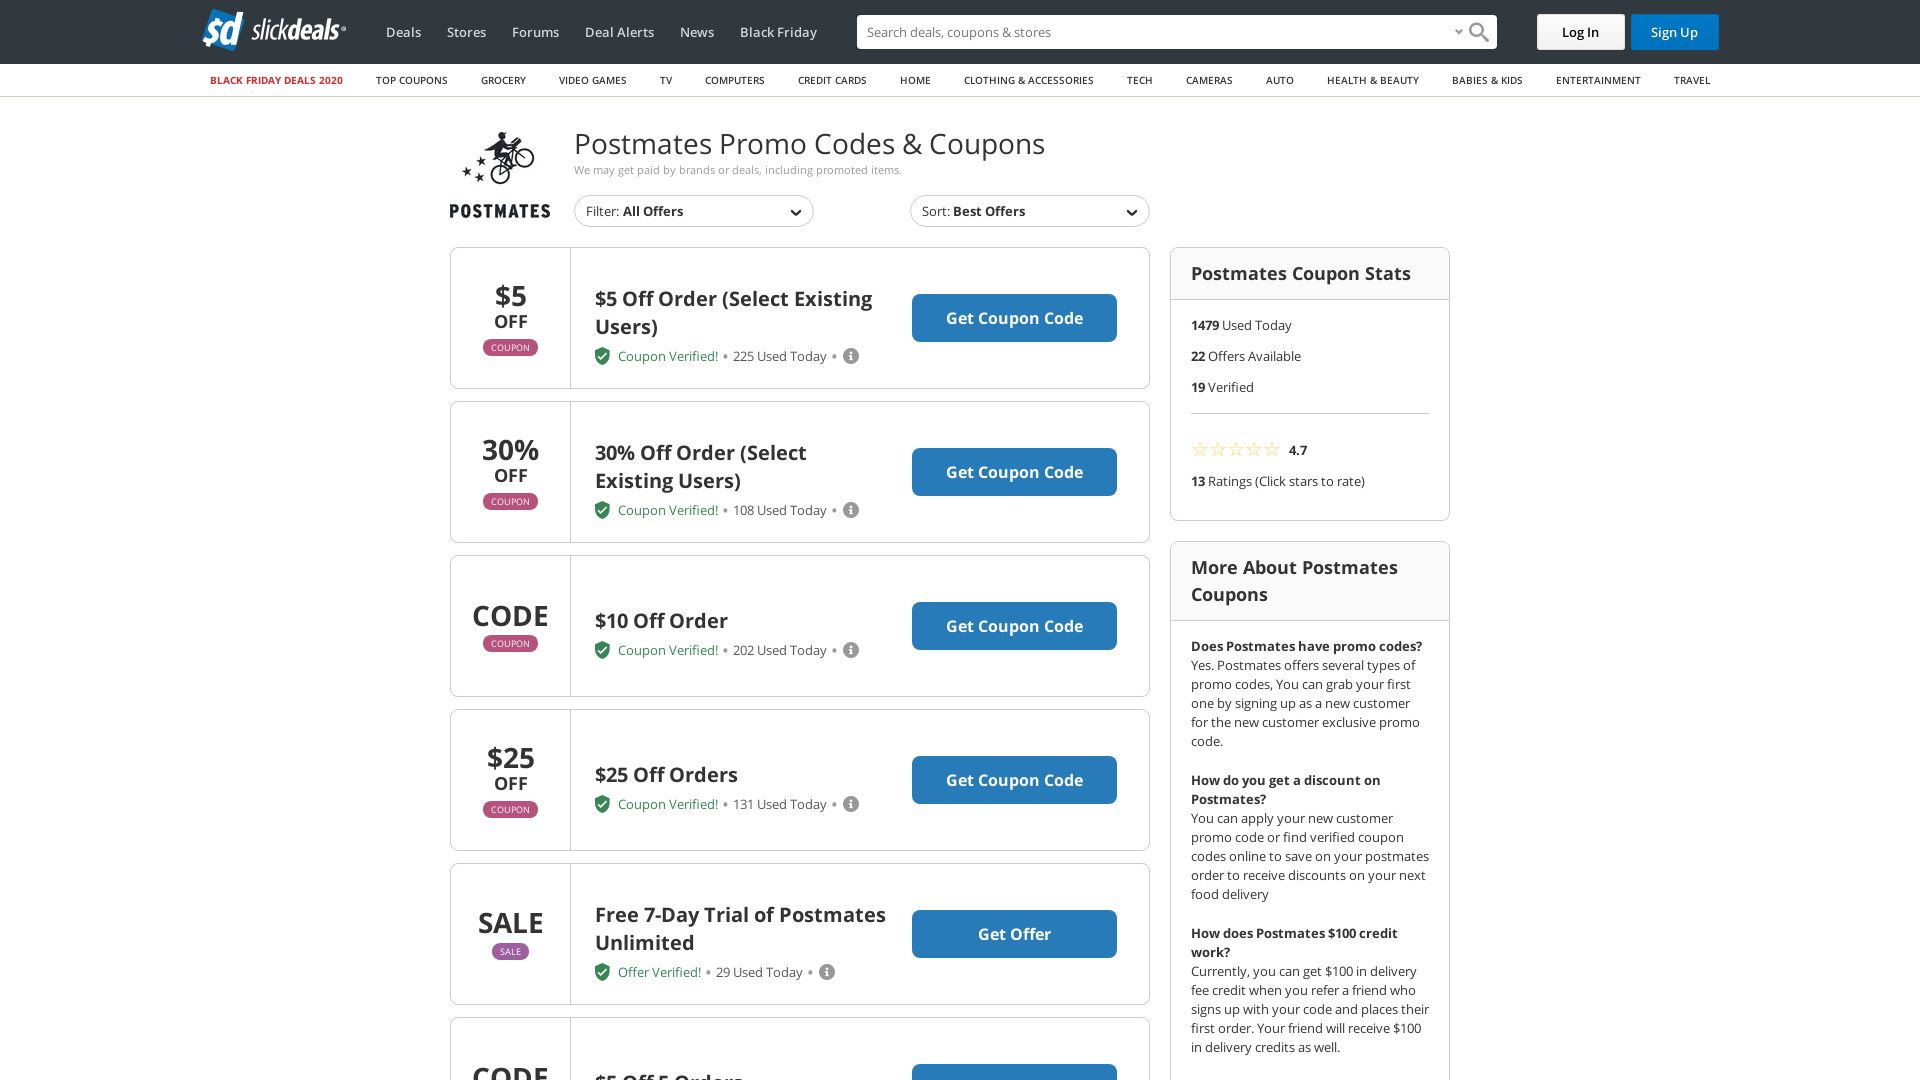 sd slickdeals®
Deals Stores Forums Deal Alerts News Black Friday
Search deals, coupons & stores
Log In
Sign Up
BLACK FRIDAY DEALS 2020 TOP COUPONS GROCERY VIDEO GAMES TV COMPUTERS CREDIT CARDS HOME CLOTHING & ACCESSORIES TECH CAMERAS AUTO HEALTH & BEAUTY BABIES & KIDS ENTERTAINMENT TRAVEL
POSTMATES
Postmates Promo Codes & Coupons
We may get paid by brands or deals, including promoted items.
Filter: All Offers
Sort: Best Offers
$5
OFF
COUPON
$5 Off Order (Select Existing
Users)
Coupon Verified! • 225 Used Today •
Get Coupon Code
30%
OFF
COUPON
30% Off Order (Select
Existing Users)
Coupon Verified! • 108 Used Today •
Get Coupon Code
CODE
COUPON
$10 Off Order
Coupon Verified! • 202 Used Today •
Get Coupon Code
$25
OFF
COUPON
$25 Off Orders
Coupon Verified! • 131 Used Today •
Get Coupon Code
SALE
SALE
Free 7-Day Trial of Postmates
Unlimited
Offer Verified! • 29 Used Today •
Get Offer
CODE
$5 Off 5 Orders
Postmates Coupon Stats
1479 Used Today
22 Offers Available
19 Verified
☆☆☆☆☆ 4.7
13 Ratings (Click stars to rate)
More About Postmates
Coupons
Does Postmates have promo codes?
Yes. Postmates offers several types of
promo codes, You can grab your first
one by signing up as a new customer
for the new customer exclusive promo
code.
How do you get a discount on
Postmates?
You can apply your new customer
promo code or find verified coupon
codes online to save on your postmates
order to receive discounts on your next
food delivery
How does Postmates $100 credit
work?
Currently, you can get $100 in delivery
fee credit when you refer a friend who
signs up with your code and places their
first order. Your friend will receive $100
in delivery credits as well.